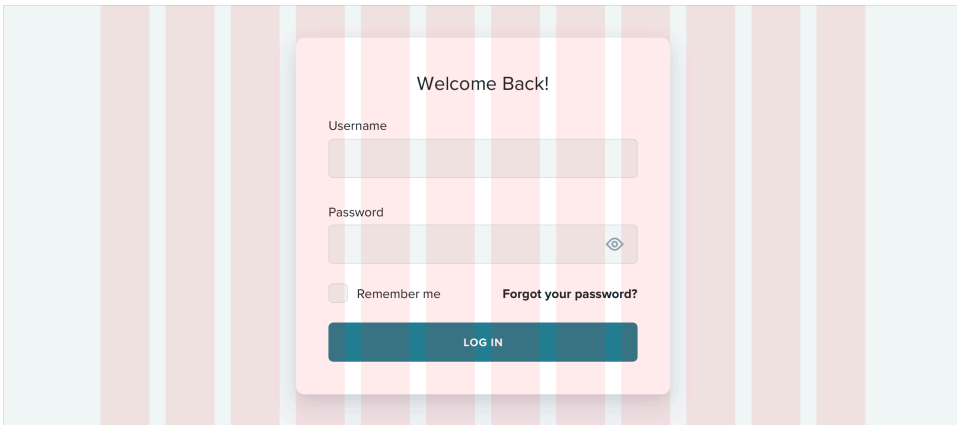 Welcome Back!
Username
Password
Remember me
Forgot your password?
LOG IN